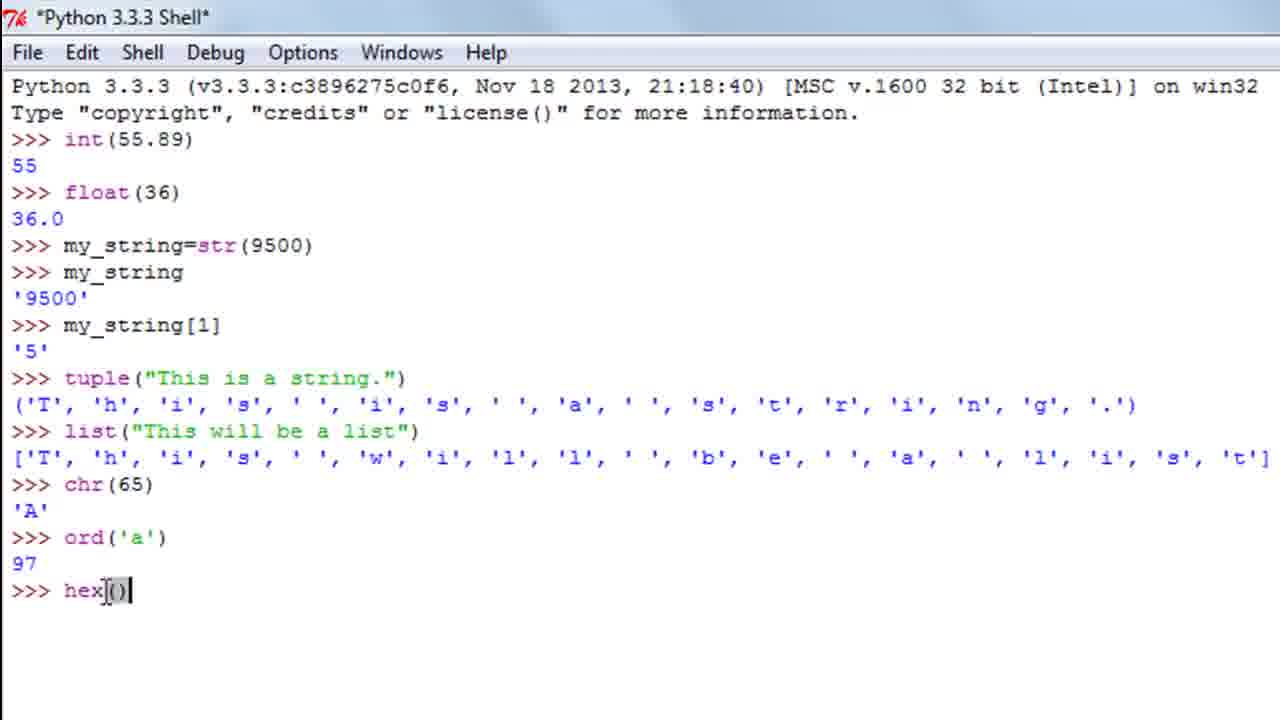 *Python 3.3.3 Shell*
File Edit Shell Debug Options Windows Help
Python 3.3.3 (v3.3.3:c3896275c0f6, Nov 18 2013, 21:18:40) [MSC v.1600 32 bit (Intel)] on win32
Type "copyright", "credits" or "license()" for more information.
>>> int(55.89)
55
>>> float(36)
36.0
>>> my_string=str(9500)
>>> my_string
'9500'
>>> my_string[1]
'5'
>>> tuple("This is a string.")
('T', 'h', 'i', 's', ' ', 'i', 's', ' ', 'a', ' ', 's', 't', 'r', 'i', 'n', 'g', '.')
>>> list("This will be a list")
['T', 'h', 'i', 's', ' ', 'w', 'i', 'l', 'l', ' ', 'b', 'e', ' ', 'a', ' ', 'l', 'i', 's', 't']
>>> chr(65)
'A'
>>> ord('a')
97
>>> hex()